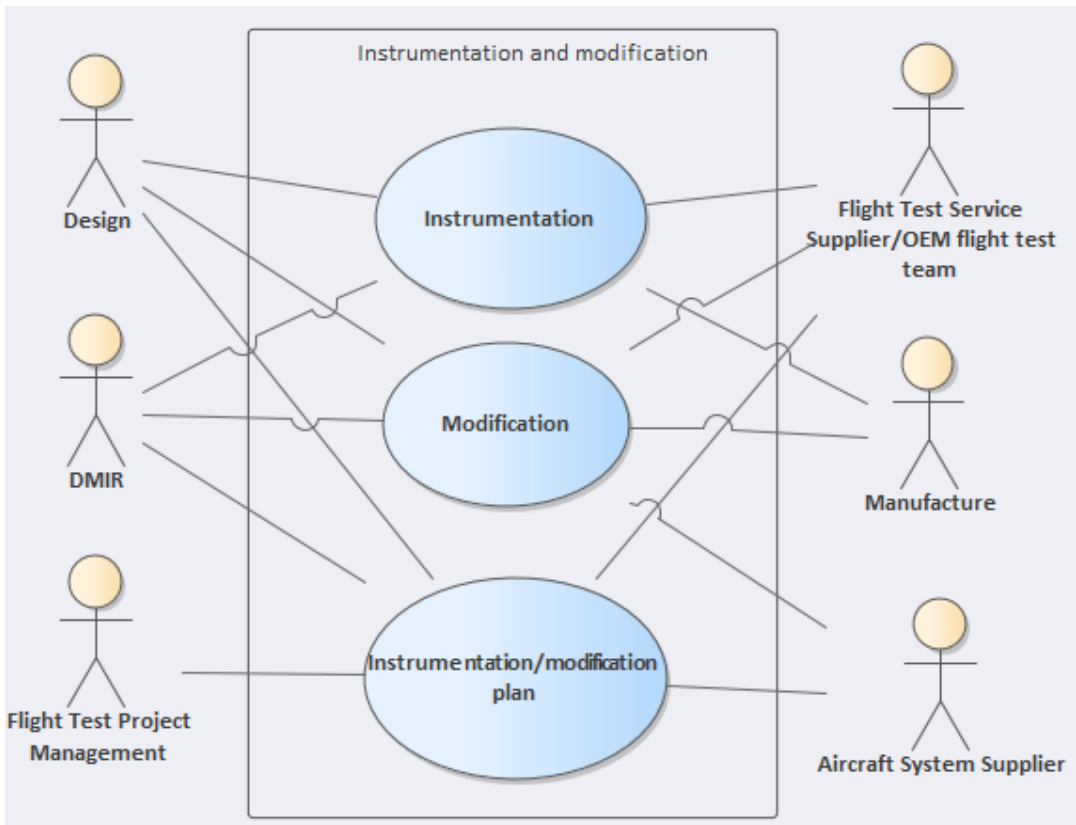 Instrumentation and modification
Design
DMIR
Flight Test Project
Management
Instrumentation
Modification
Instrumentation/modification
plan
Flight Test Service
Supplier/OEM flight test
team
Manufacture
Aircraft System Supplier